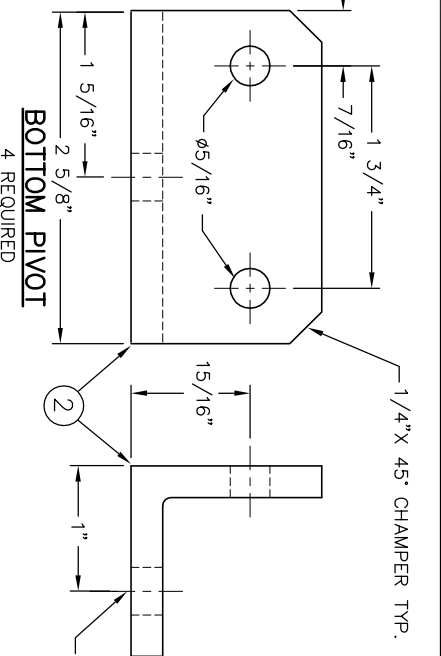 1/4"X 45° CHAMPER TYP.
1 3/4"
7/16"
ø5/16"
1 5/16"
2 5/8"
15/16"
1"
2
BOTTOM PIVOT
4 REQUIRED